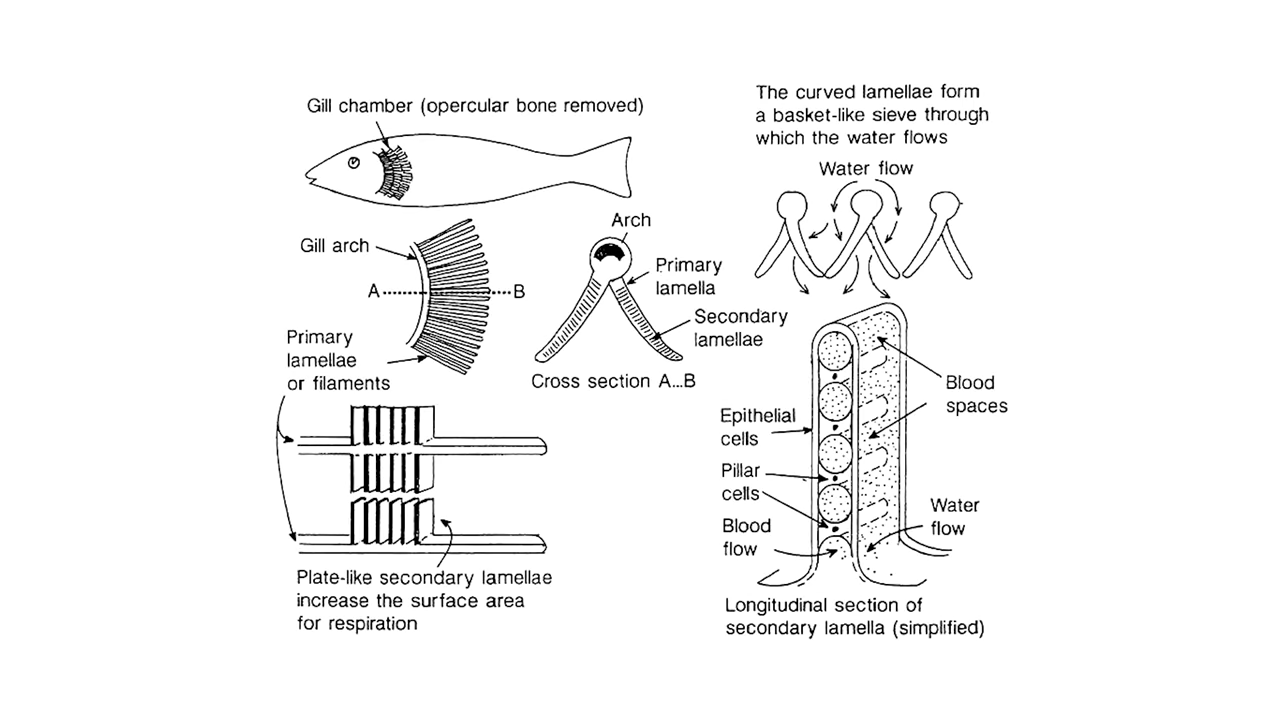 Gill chamber (opercular bone removed)
Gill arch
A
B
Primary
lamellae
or filaments
Arch
Primary
lamella
Secondary
lamellae
Cross section A...B
Plate-like secondary lamellae
increase the surface area
for respiration
The curved lamellae form
a basket-like sieve through
which the water flows
Water flow
Blood
spaces
Epithelial
cells
Pillar
cells
Blood
flow
Water
flow
Longitudinal section of
secondary lamella (simplified)